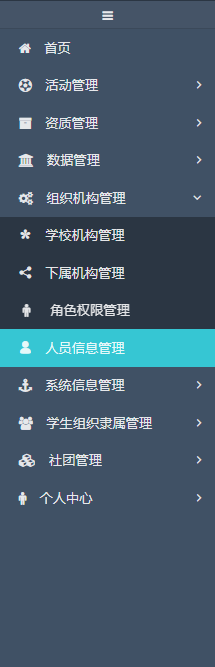 首页
活动管理
资质管理
数据管理
组织机构管理
学校机构管理
下属机构管理
角色权限管理
人员信息管理
系统信息管理
学生组织隶属管理
社团管理
个人中心